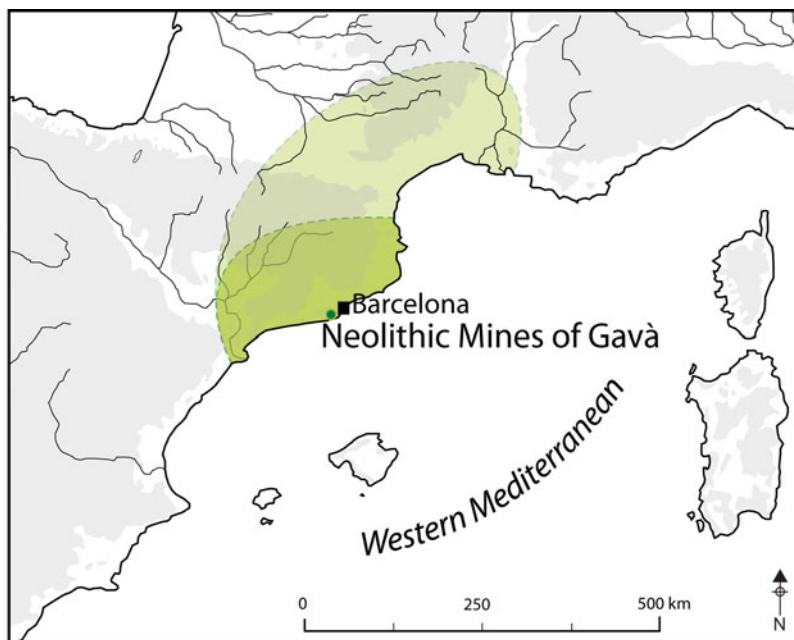 Barcelona
Neolithic Mines of Gavà
Western Mediterranean
0 250 500 km
N